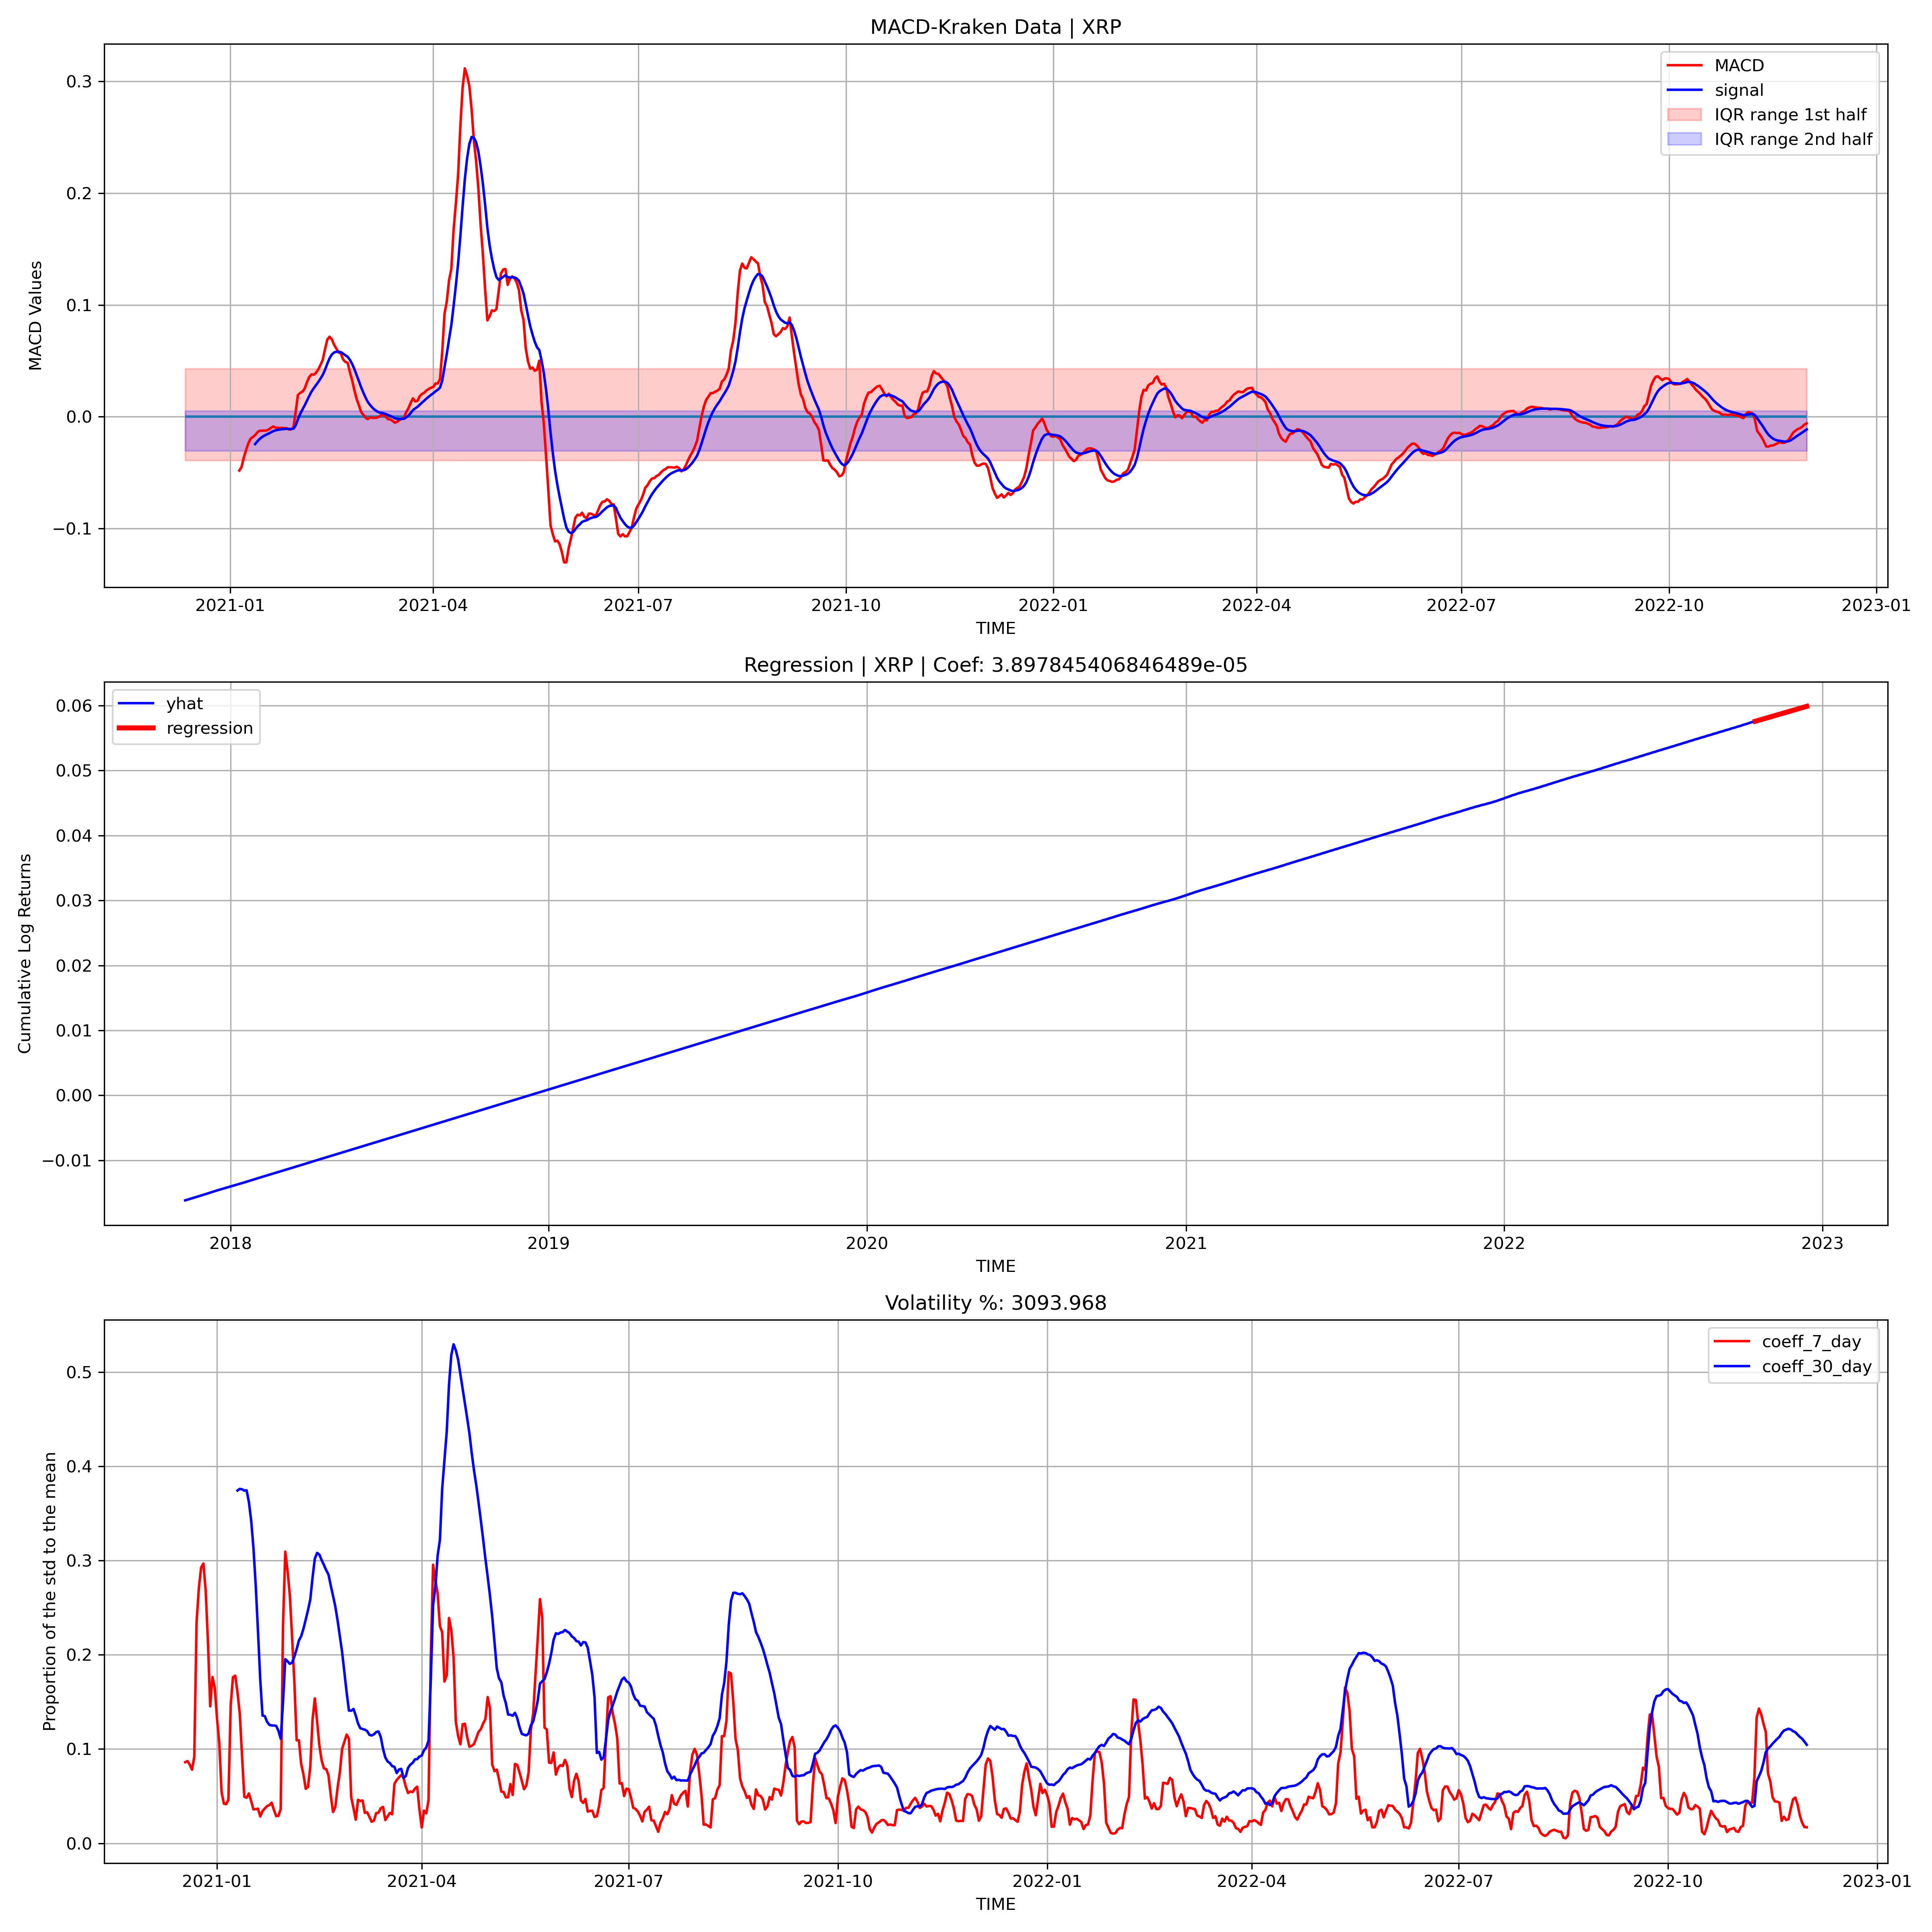 MACD-Kraken Data | XRP
MACD
signal
IQR range 1st half
IQR range 2nd half
MACD Values
0.3
0.2
0.1
0.0
−0.1
2021-01 2021-04 2021-07 2021-10 2022-01 2022-04 2022-07 2022-10 2023-01
TIME
Regression | XRP | Coef: 3.897845406846489e-05
yhat
regression
Cumulative Log Returns
0.06
0.05
0.04
0.03
0.02
0.01
0.00
−0.01
2018 2019 2020 2021 2022 2023
TIME
Volatility %: 3093.968
coeff_7_day
coeff_30_day
Proportion of the std to the mean
0.5
0.4
0.3
0.2
0.1
0.0
2021-01 2021-04 2021-07 2021-10 2022-01 2022-04 2022-07 2022-10 2023-01
TIME